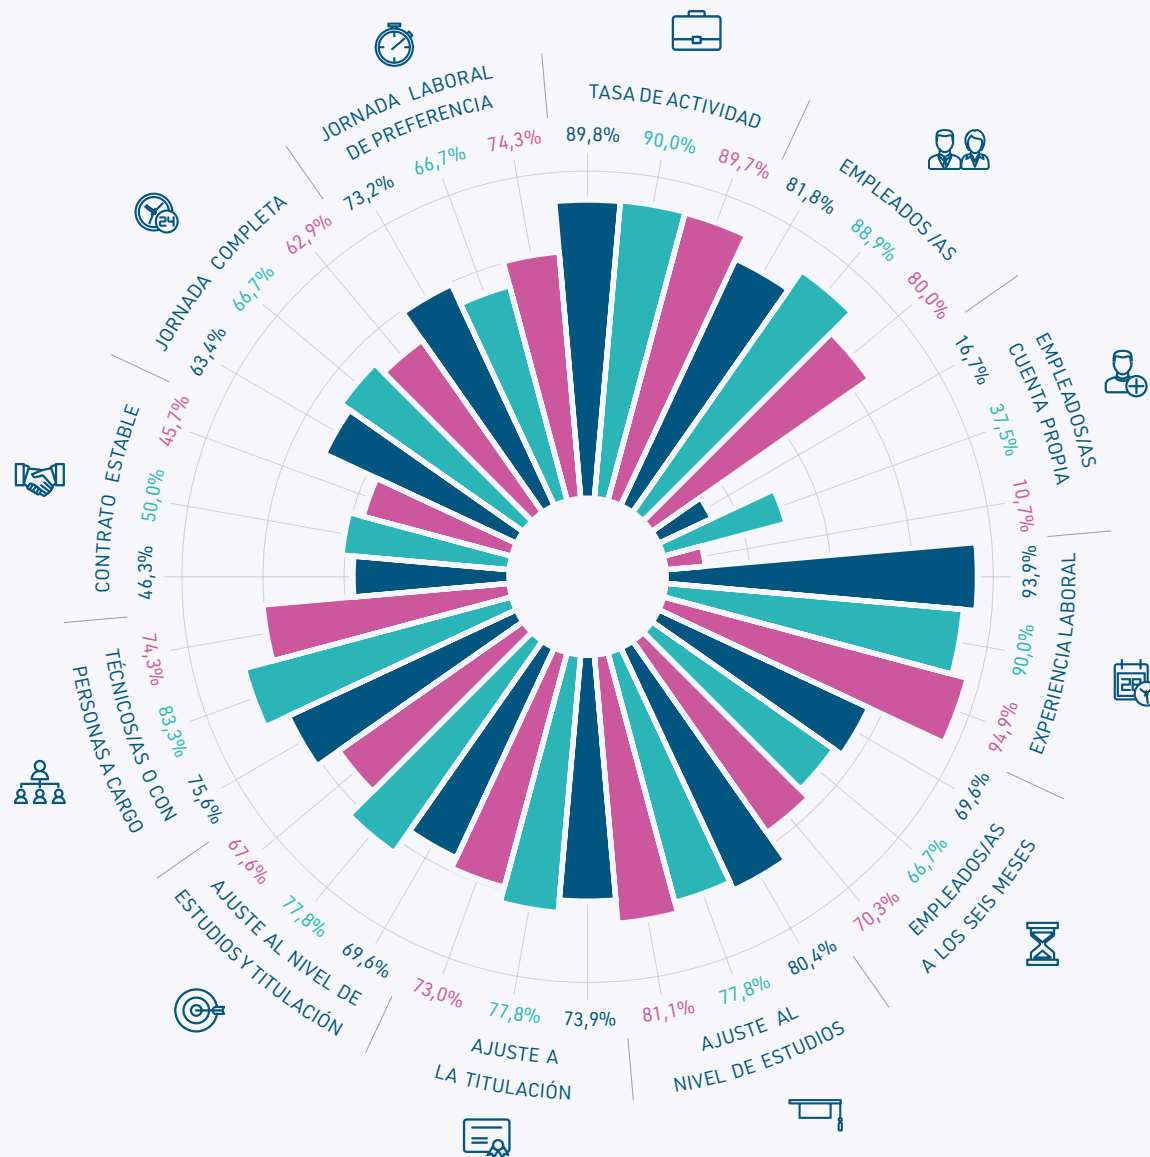 TASA DE ACTIVIDAD
89,8%
90,0%
89,7%
EMPLEADOS /AS
81,8%
88,9%
80,0%
EMPLEADOS/AS
CUENTA PROPIA
16,7%
37,5%
10,7%
EXPERIENCIA LABORAL
93,9%
90,0%
94,9%
EMPLEADOS/AS
A LOS SEIS MESES
69,6%
66,7%
70,3%
AJUSTE AL
NIVEL DE ESTUDIOS
80,4%
77,8%
81,1%
AJUSTE A
LA TITULACIÓN
73,9%
77,8%
73,0%
AJUSTE AL NIVEL DE
ESTUDIOS Y TITULACIÓN
69,6%
77,8%
67,6%
TÉCNICOS/AS O CON
PERSONAS A CARGO
75,6%
83,3%
74,3%
CONTRATO ESTABLE
46,3%
50,0%
45,7%
JORNADA COMPLETA
63,4%
66,7%
62,9%
JORNADA LABORAL
DE PREFERENCIA
73,2%
66,7%
74,3%
24